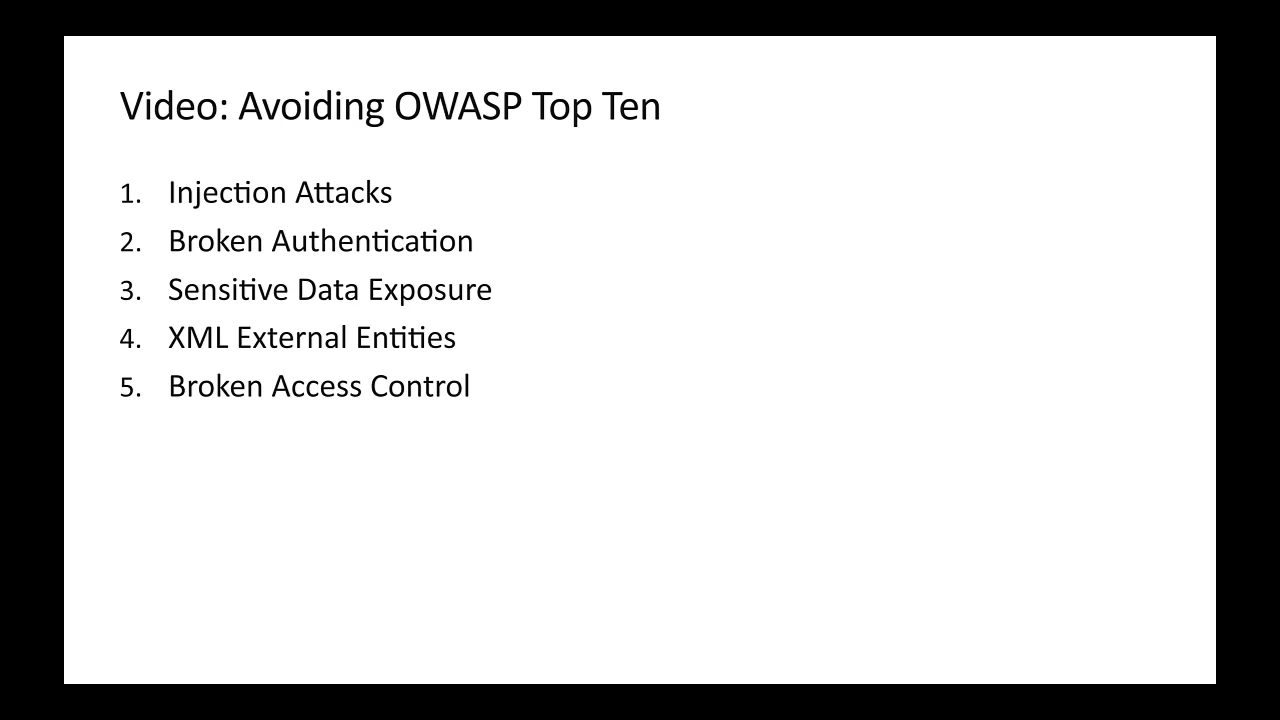 Video: Avoiding OWASP Top Ten
1. Injection Attacks
2. Broken Authentication
3. Sensitive Data Exposure
4. XML External Entities
5. Broken Access Control